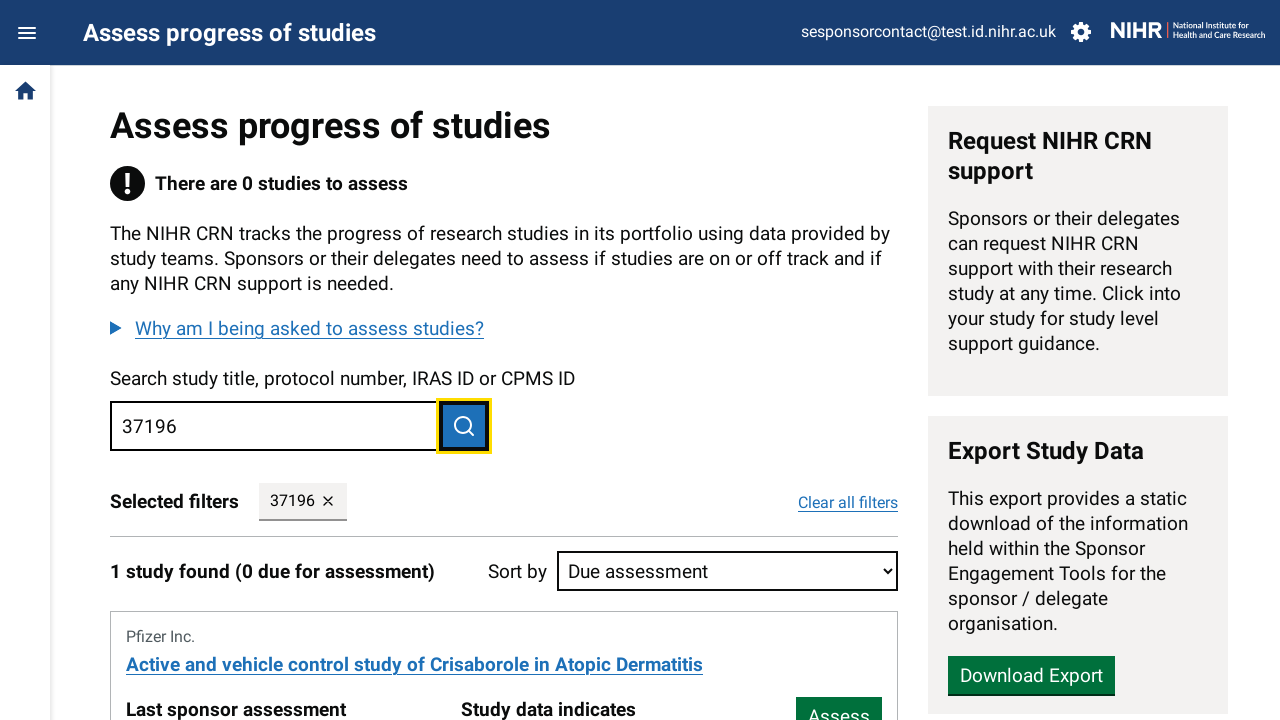 Assess progress of studies
sesponsorcontact@test.id.nihr.ac.uk
NIHR
National Institute for
Health and Care Research
Assess progress of studies
There are 0 studies to assess
The NIHR CRN tracks the progress of research studies in its portfolio using data provided by
study teams. Sponsors or their delegates need to assess if studies are on or off track and if
any NIHR CRN support is needed.
Why am I being asked to assess studies?
Search study title, protocol number, IRAS ID or CPMS ID
37196
Selected filters
37196
Clear all filters
1 study found (0 due for assessment)
Sort by
Due assessment
Pfizer Inc.
Active and vehicle control study of Crisaborole in Atopic Dermatitis
Last sponsor assessment
Study data indicates
Assess
Request NIHR CRN
support
Sponsors or their delegates
can request NIHR CRN
support with their research
study at any time. Click into
your study for study level
support guidance.
Export Study Data
This export provides a static
download of the information
held within the Sponsor
Engagement Tools for the
sponsor / delegate
organisation.
Download Export